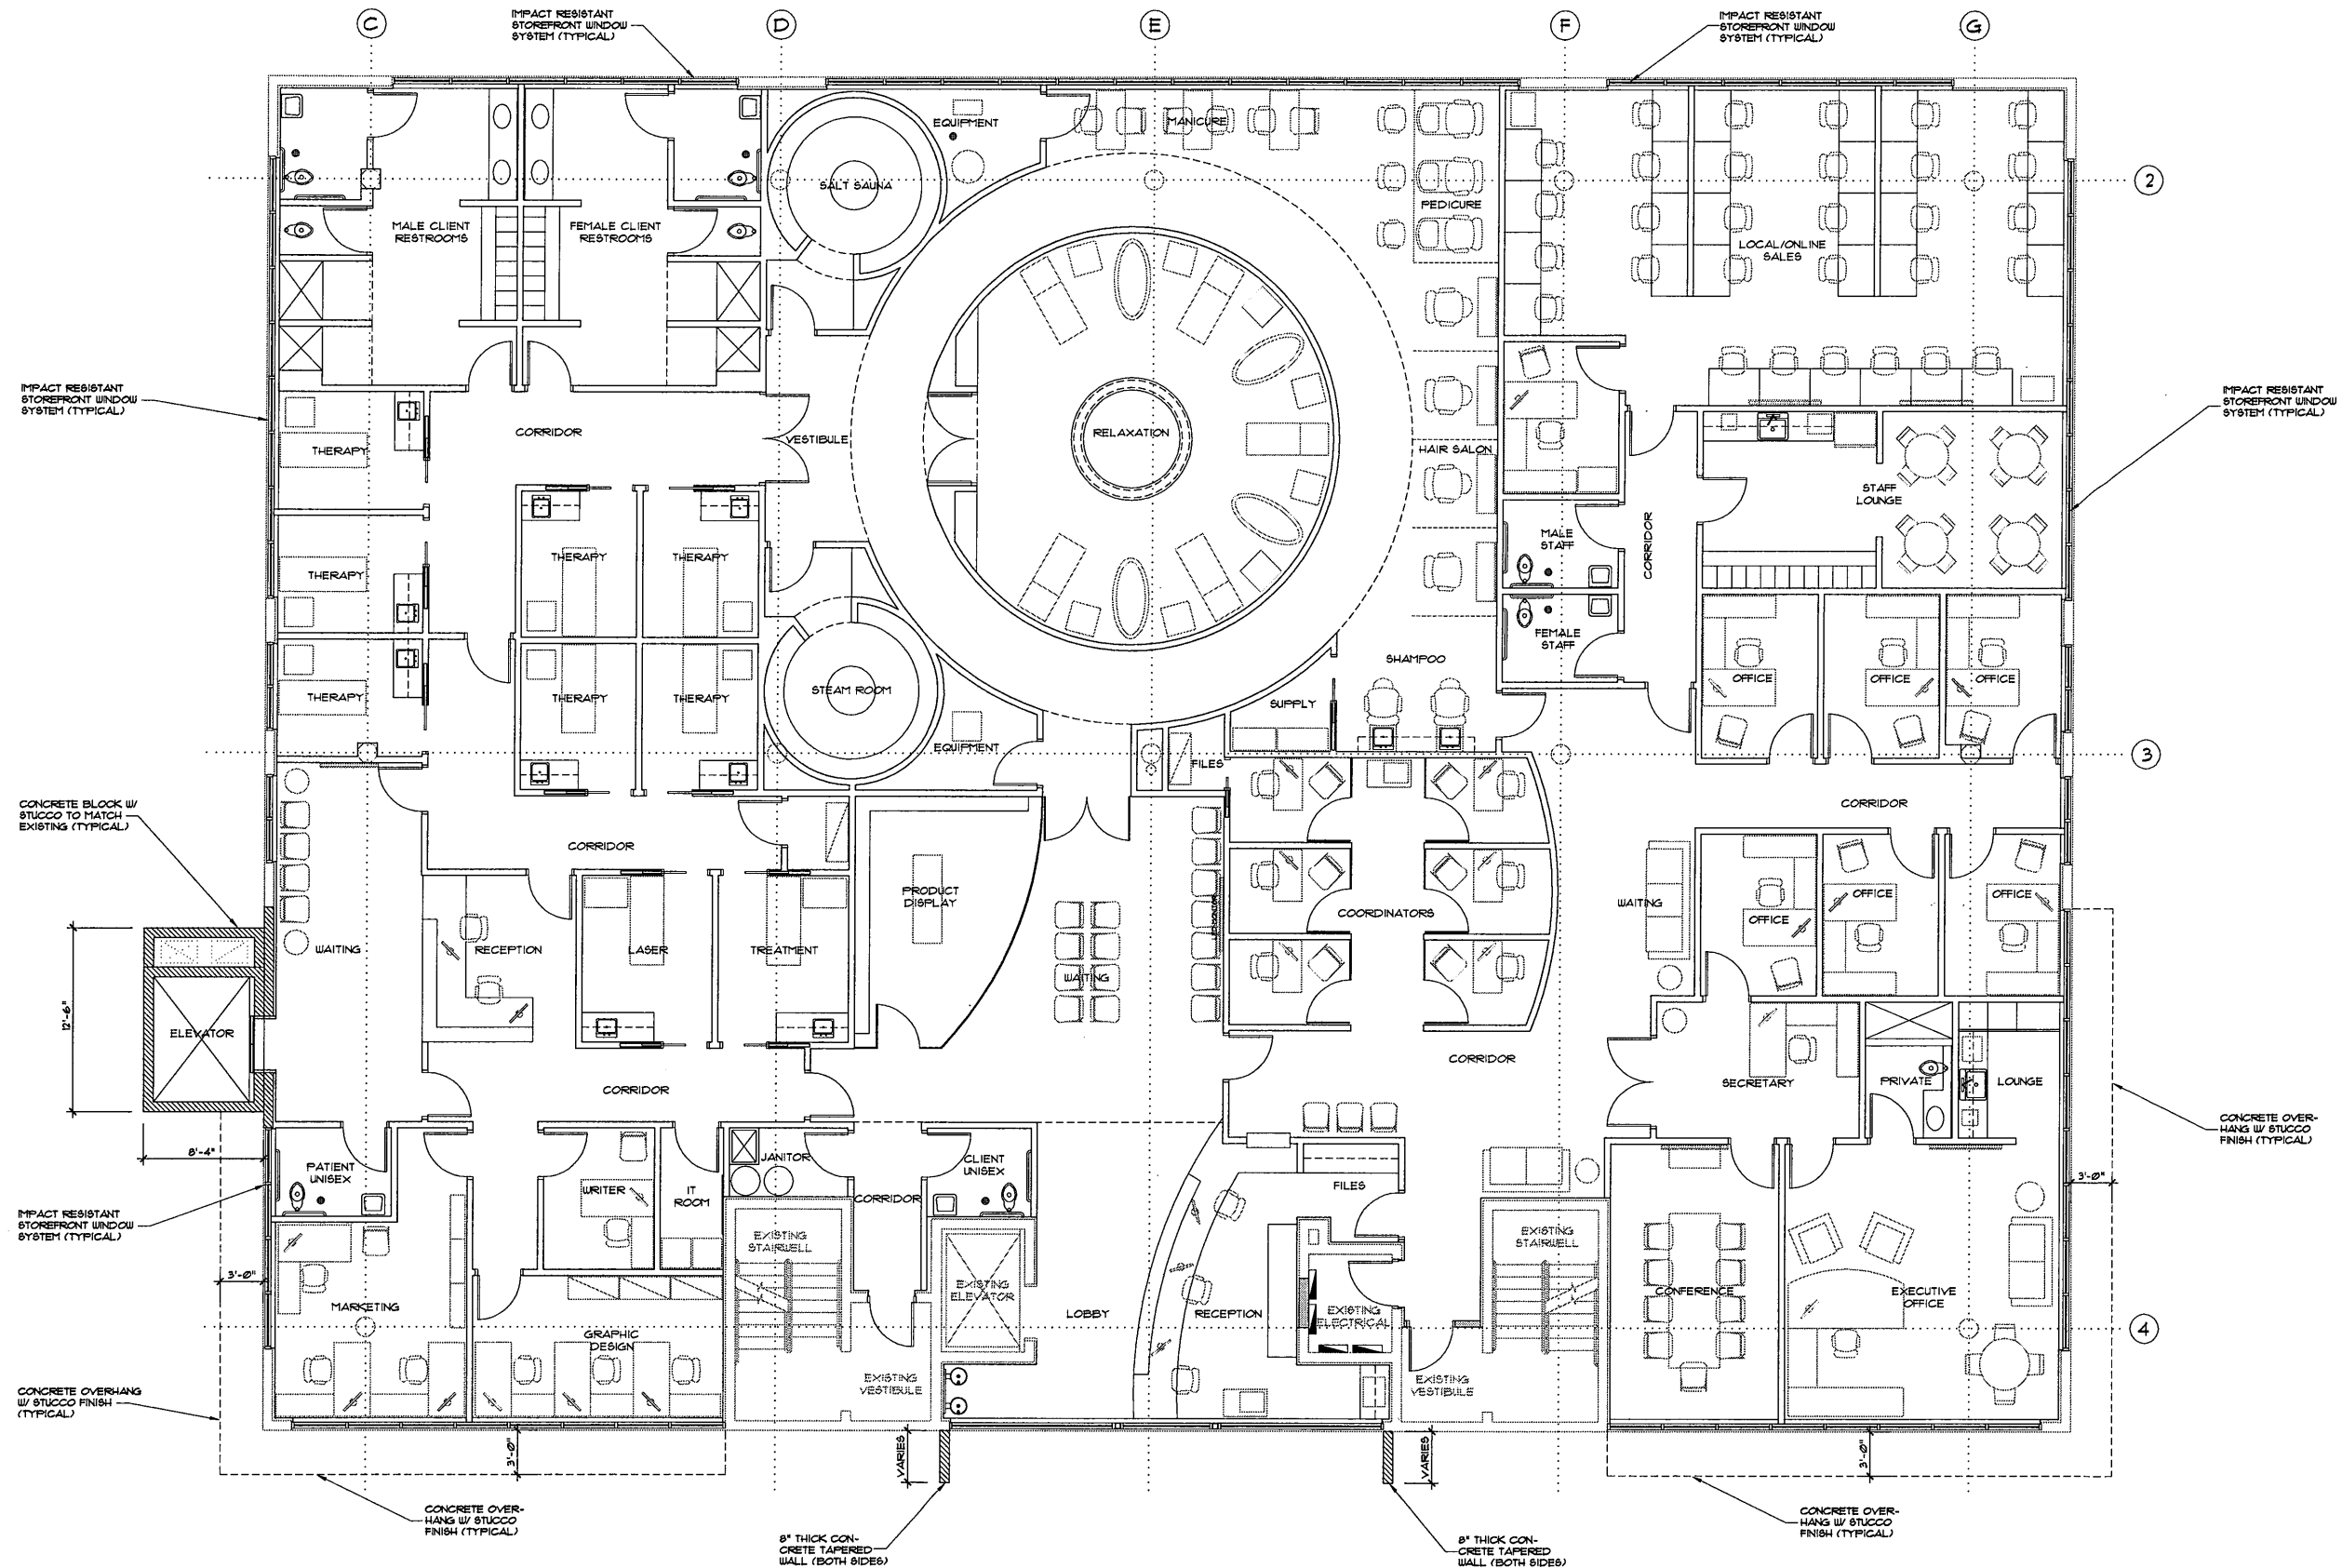 C
D
E
F
G
IMPACT RESISTANT
STOREFRONT WINDOW
SYSTEM (TYPICAL)
IMPACT RESISTANT
STOREFRONT WINDOW
SYSTEM (TYPICAL)
EQUIPMENT
MANICURE
SALT SAUNA
2
PEDICURE
MALE CLIENT
RESTROOMS
FEMALE CLIENT
RESTROOMS
LOCAL/ONLINE
SALES
IMPACT RESISTANT
STOREFRONT WINDOW
SYSTEM (TYPICAL)
IMPACT RESISTANT
STOREFRONT WINDOW
SYSTEM (TYPICAL)
CORRIDOR
VESTIBULE
RELAXATION
THERAPY
HAIR SALON
STAFF
LOUNGE
THERAPY
THERAPY
MALE
STAFF
CORRIDOR
THERAPY
FEMALE
STAFF
SHAMPOO
OFFICE
OFFICE
OFFICE
THERAPY
THERAPY
THERAPY
STEAM ROOM
SUPPLY
EQUIPMENT
FILES
3
CONCRETE BLOCK W/
STUCCO TO MATCH
EXISTING (TYPICAL)
CORRIDOR
CORRIDOR
PRODUCT
DISPLAY
COORDINATORS
WAITING
OFFICE
OFFICE
OFFICE
WAITING
RECEPTION
LASER
TREATMENT
WAITING
12'-6"
ELEVATOR
CORRIDOR
CORRIDOR
SECRETARY
PRIVATE
LOUNGE
CONCRETE OVER-
HANG W/ STUCCO
FINISH (TYPICAL)
8'-4"
PATIENT
UNISEX
JANITOR
CLIENT
UNISEX
WRITER
IT
ROOM
CORRIDOR
FILES
3'-0"
IMPACT RESISTANT
STOREFRONT WINDOW
SYSTEM (TYPICAL)
EXISTING
STAIRWELL
EXISTING
STAIRWELL
3'-0"
MARKETING
EXISTING
ELEVATOR
LOBBY
RECEPTION
EXISTING
ELECTRICAL
CONFERENCE
EXECUTIVE
OFFICE
GRAPHIC
DESIGN
4
EXISTING
VESTIBULE
EXISTING
VESTIBULE
CONCRETE OVERHANG
W/ STUCCO FINISH
(TYPICAL)
3'-0"
VARIES
VARIES
3'-0"
CONCRETE OVER-
HANG W/ STUCCO
FINISH (TYPICAL)
8" THICK CON-
CRETE TAPERED
WALL (BOTH SIDES)
8" THICK CON-
CRETE TAPERED
WALL (BOTH SIDES)
CONCRETE OVER-
HANG W/ STUCCO
FINISH (TYPICAL)